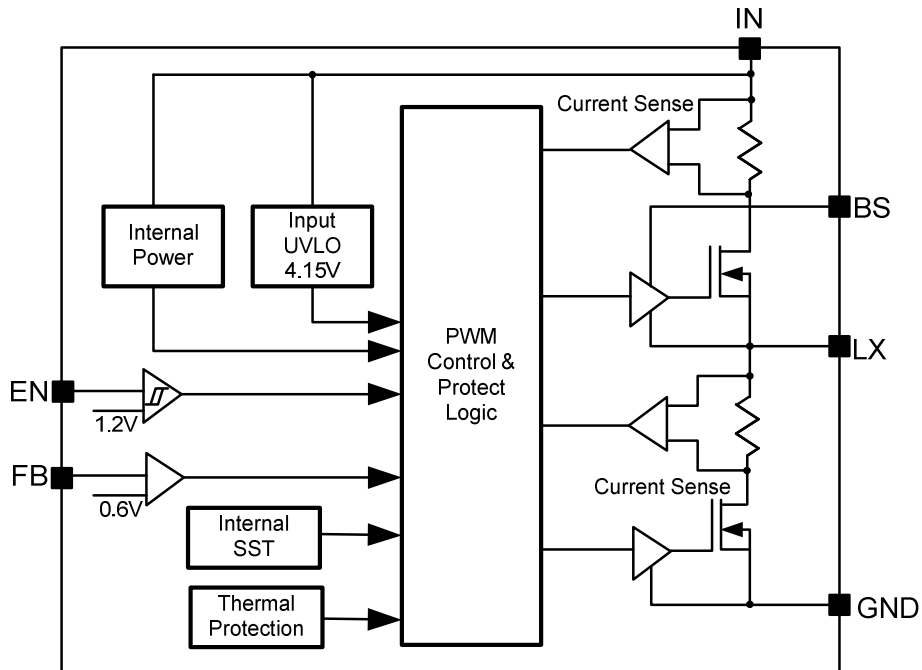 IN
Current Sense
BS
Internal
Power
Input
UVLO
4.15V
PWM
Control &
Protect
Logic
LX
EN
1.2V
FB
0.6V
Current Sense
Internal
SST
Thermal
Protection
GND